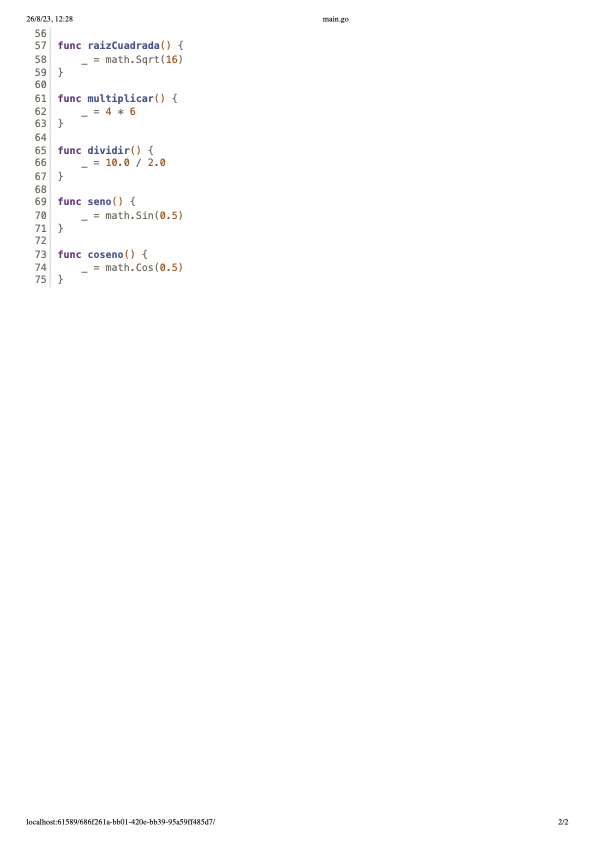 26/8/23, 12:28 main.go
56
57 func raizCuadrada() {
58     _ = math.Sqrt(16)
59 }
60
61 func multiplicar() {
62     _ = 4 * 6
63 }
64
65 func dividir() {
66     _ = 10.0 / 2.0
67 }
68
69 func seno() {
70     _ = math.Sin(0.5)
71 }
72
73 func coseno() {
74     _ = math.Cos(0.5)
75 }
localhost:61589/686f261a-bb01-420e-bb39-95a59ff485d7/ 2/2